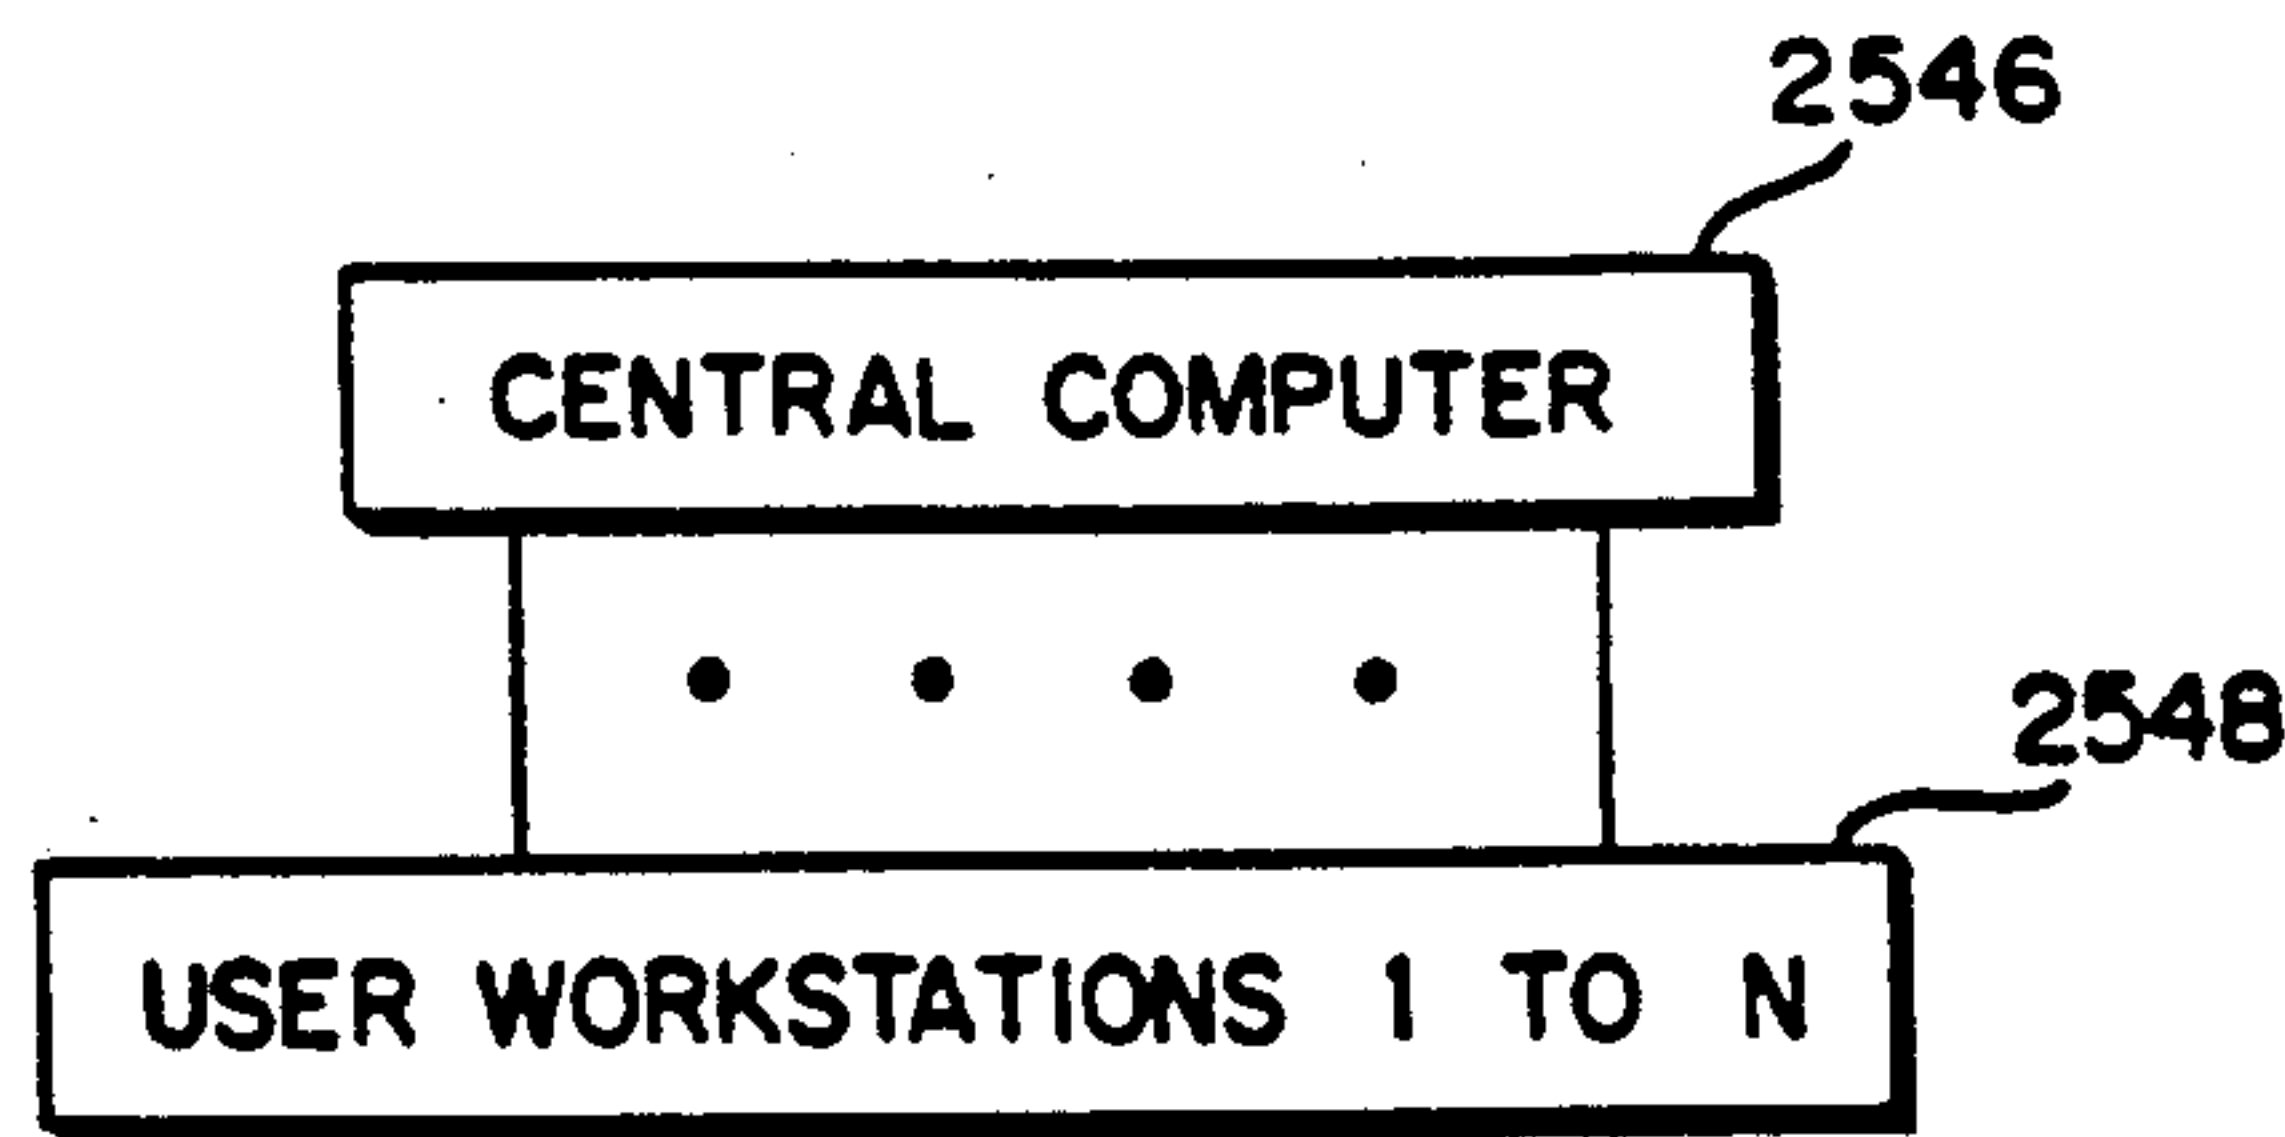 2546
CENTRAL COMPUTER
2548
USER WORKSTATIONS 1 TO N